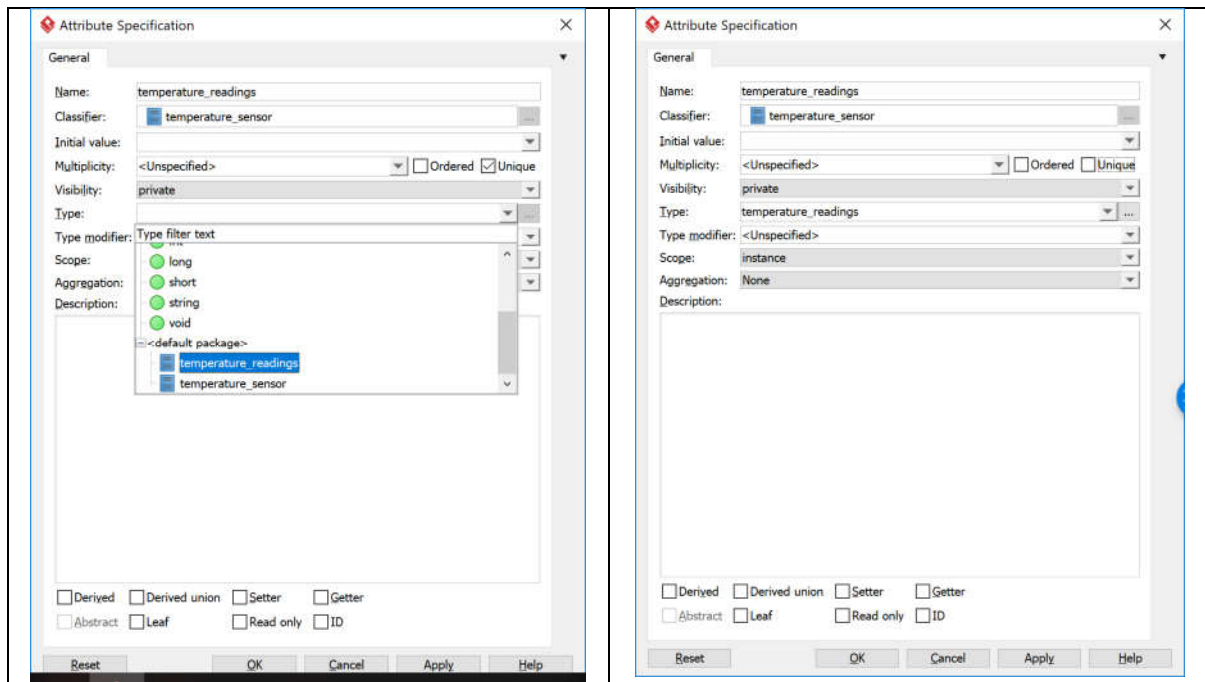 Attribute Specification
General
Name: temperature_readings
Classifier: temperature_sensor ...
Initial value:
Multiplicity: <Unspecified> Ordered Unique
Visibility: private
Type: ...
Type modifier: Type filter text
int
Scope: long
Aggregation: short
Description: string
void
<default package>
temperature_readings
temperature_sensor
Derived Derived union Setter Getter
Abstract Leaf Read only ID
Reset OK Cancel Apply Help
Attribute Specification
General
Name: temperature_readings
Classifier: temperature_sensor ...
Initial value:
Multiplicity: <Unspecified> Ordered Unique
Visibility: private
Type: temperature_readings ...
Type modifier: <Unspecified>
Scope: instance
Aggregation: None
Description:
Derived Derived union Setter Getter
Abstract Leaf Read only ID
Reset OK Cancel Apply Help